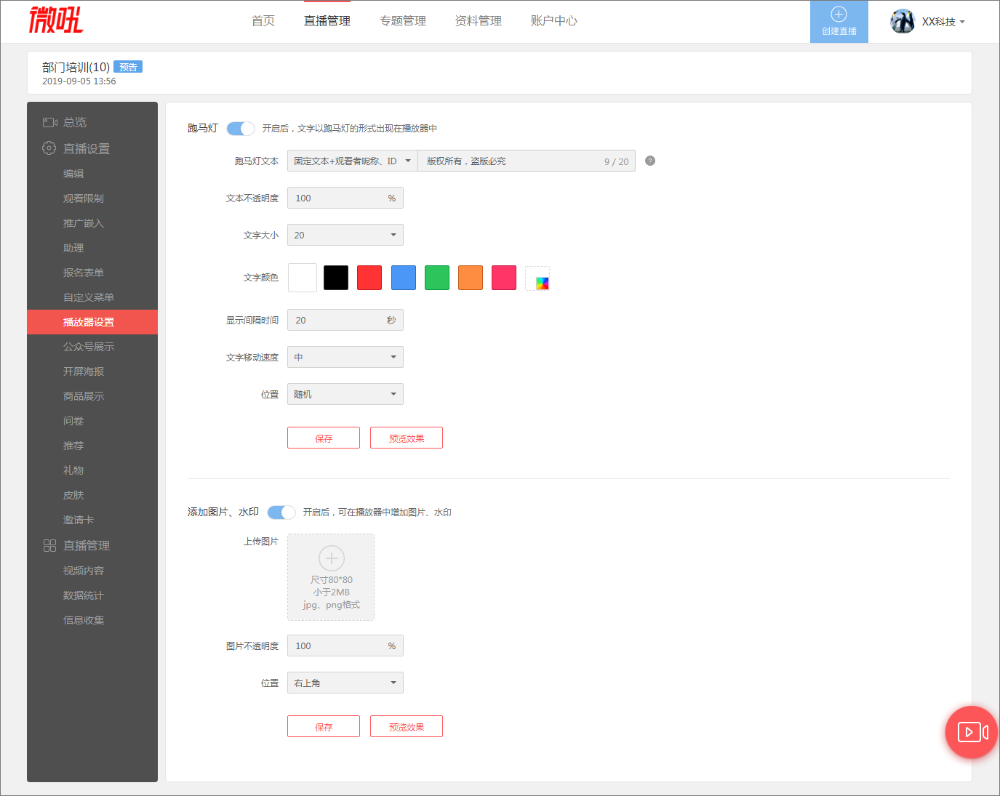 微吼
首页
直播管理
专题管理
资料管理
账户中心
创建直播
XX科技
部门培训(10) 预告
2019-09-05 13:56
总览
直播设置
编辑
观看限制
推广嵌入
助理
报名表单
自定义菜单
播放器设置
公众号展示
开屏海报
商品展示
问卷
推荐
礼物
皮肤
邀请卡
直播管理
视频内容
数据统计
信息收集
跑马灯 开启后，文字以跑马灯的形式出现在播放器中
跑马灯文本 固定文本+观看者昵称、ID 版权所有，盗版必究 9 / 20 ?
文本不透明度 100 %
文字大小 20
文字颜色
显示间隔时间 20 秒
文字移动速度 中
位置 随机
保存 预览效果
添加图片、水印 开启后，可在播放器中增加图片、水印
上传图片
尺寸80*80
小于2MB
jpg、png格式
图片不透明度 100 %
位置 右上角
保存 预览效果